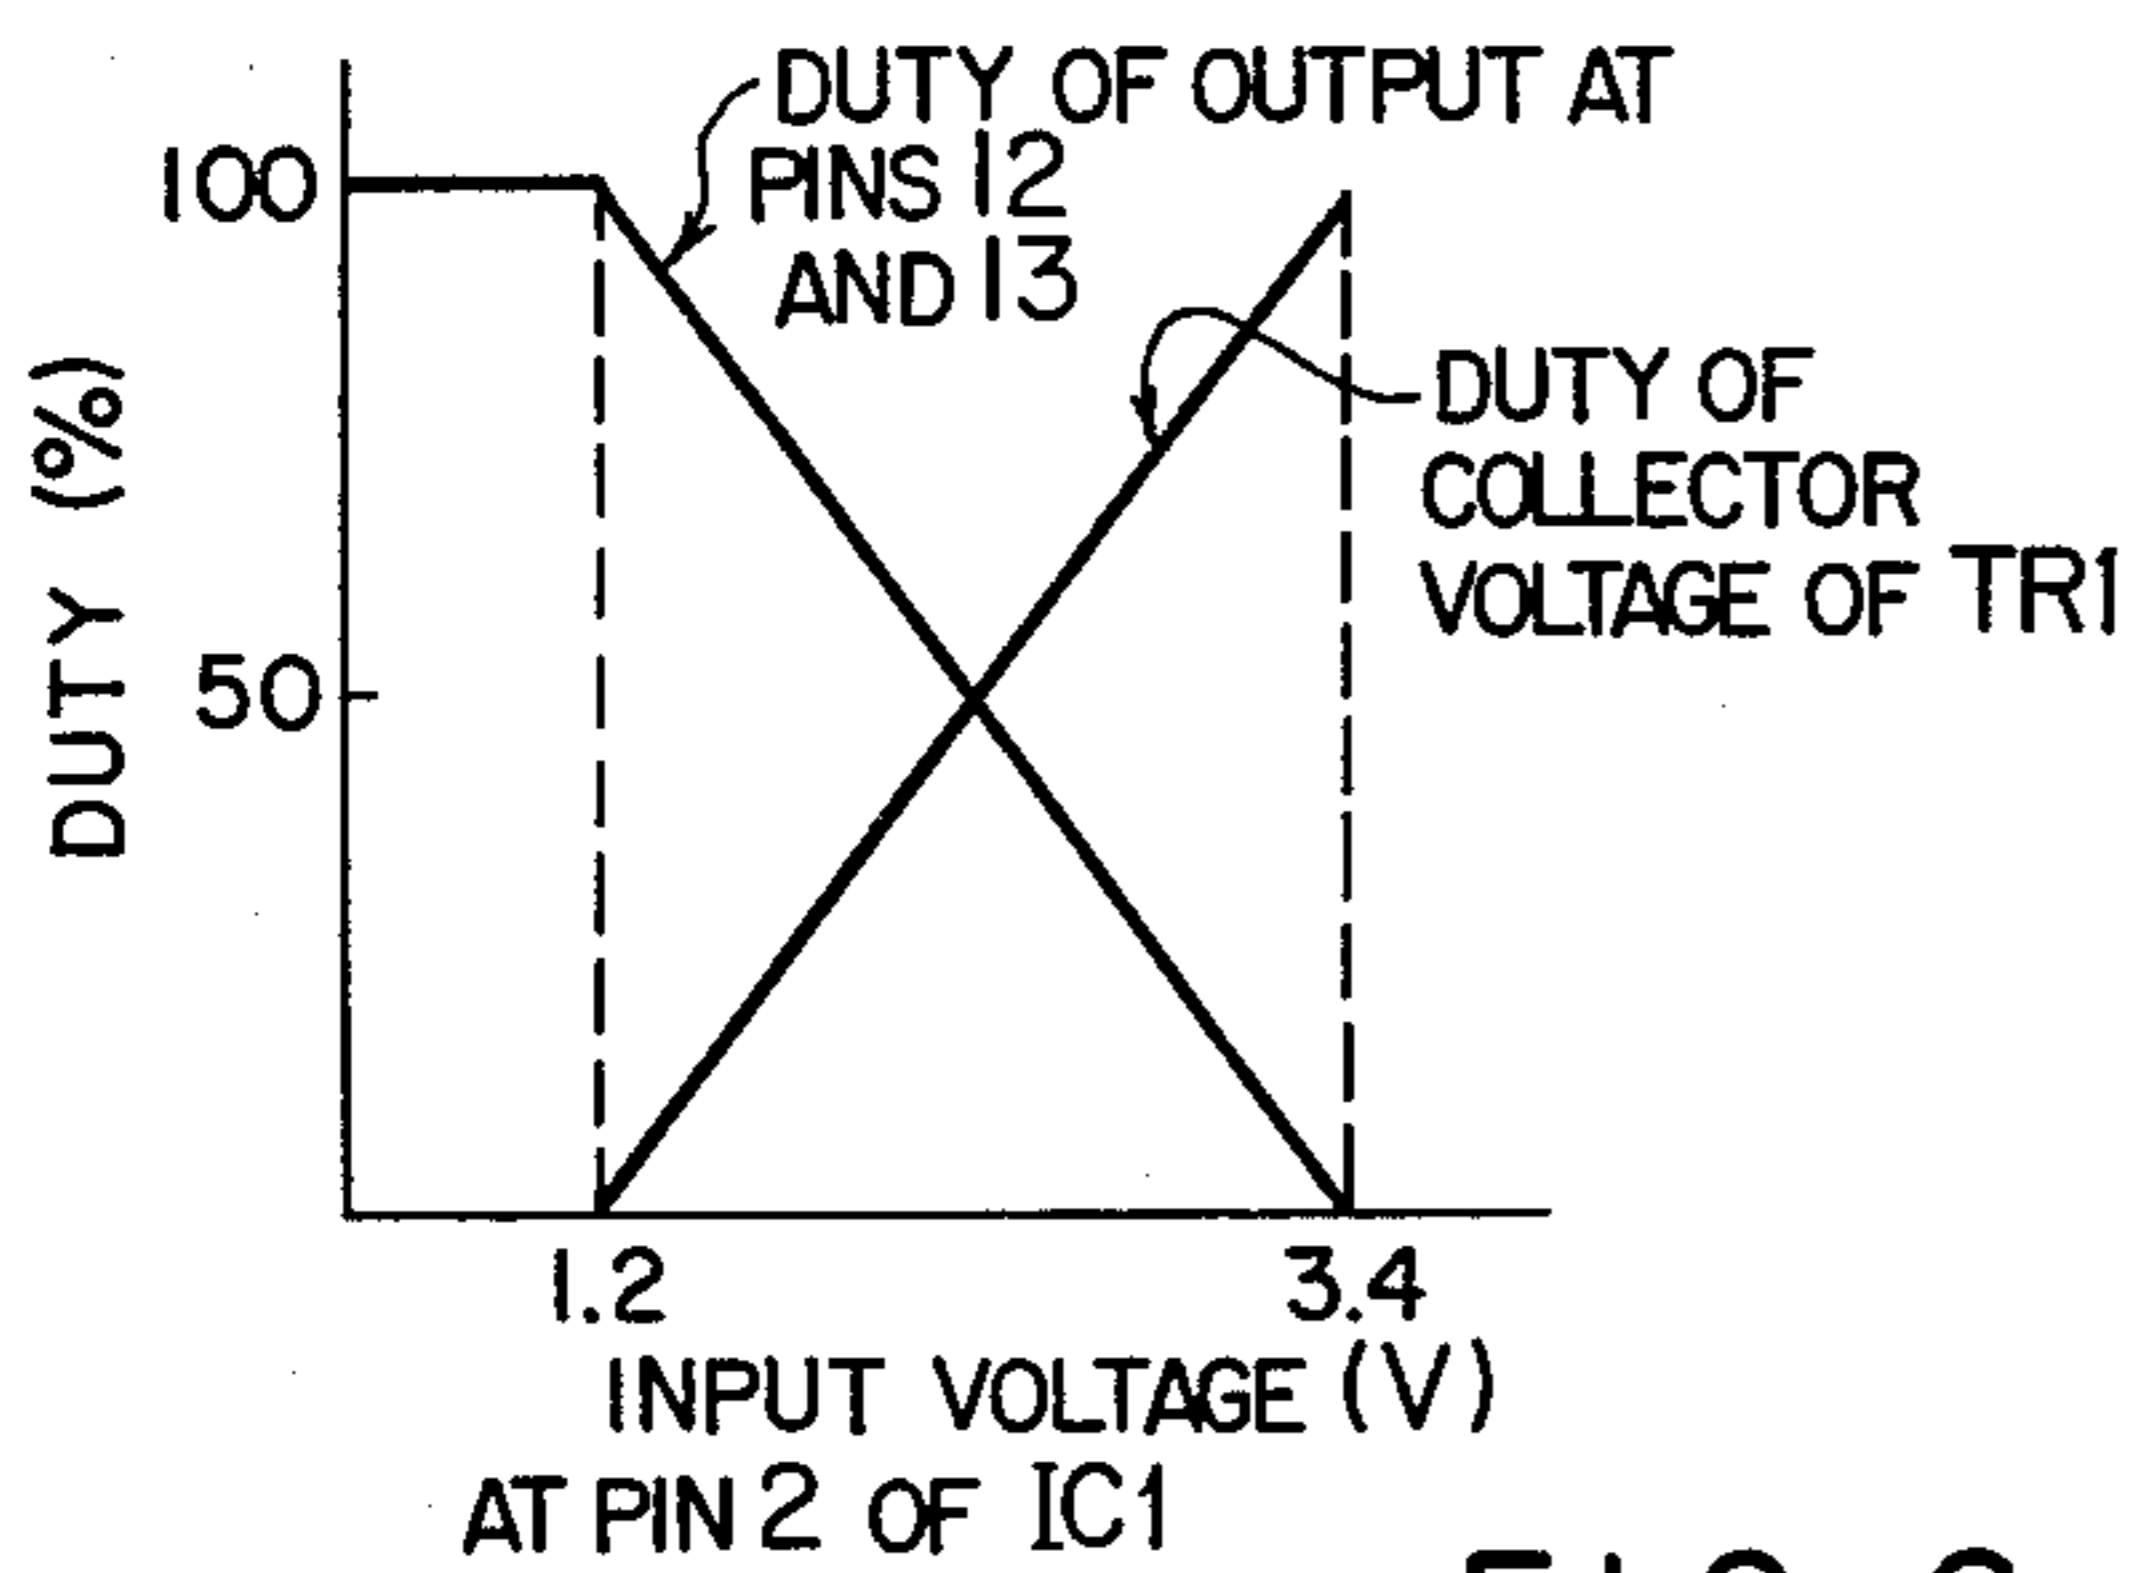 DUTY OF OUTPUT AT
PINS 12
AND 13
100
DUTY OF
COLLECTOR
VOLTAGE OF TR1
DUTY (%)
50
1.2
3.4
INPUT VOLTAGE (V)
AT PIN 2 OF IC1